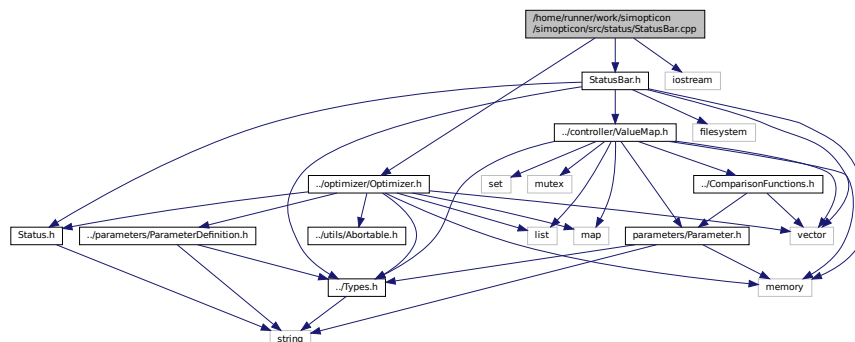 /home/runner/work/simopticon
/simopticon/src/status/StatusBar.cpp
StatusBar.h
iostream
../controller/ValueMap.h
filesystem
../optimizer/Optimizer.h
set
mutex
../ComparisonFunctions.h
Status.h
../parameters/ParameterDefinition.h
../utils/Abortable.h
list
map
parameters/Parameter.h
vector
../Types.h
memory
string